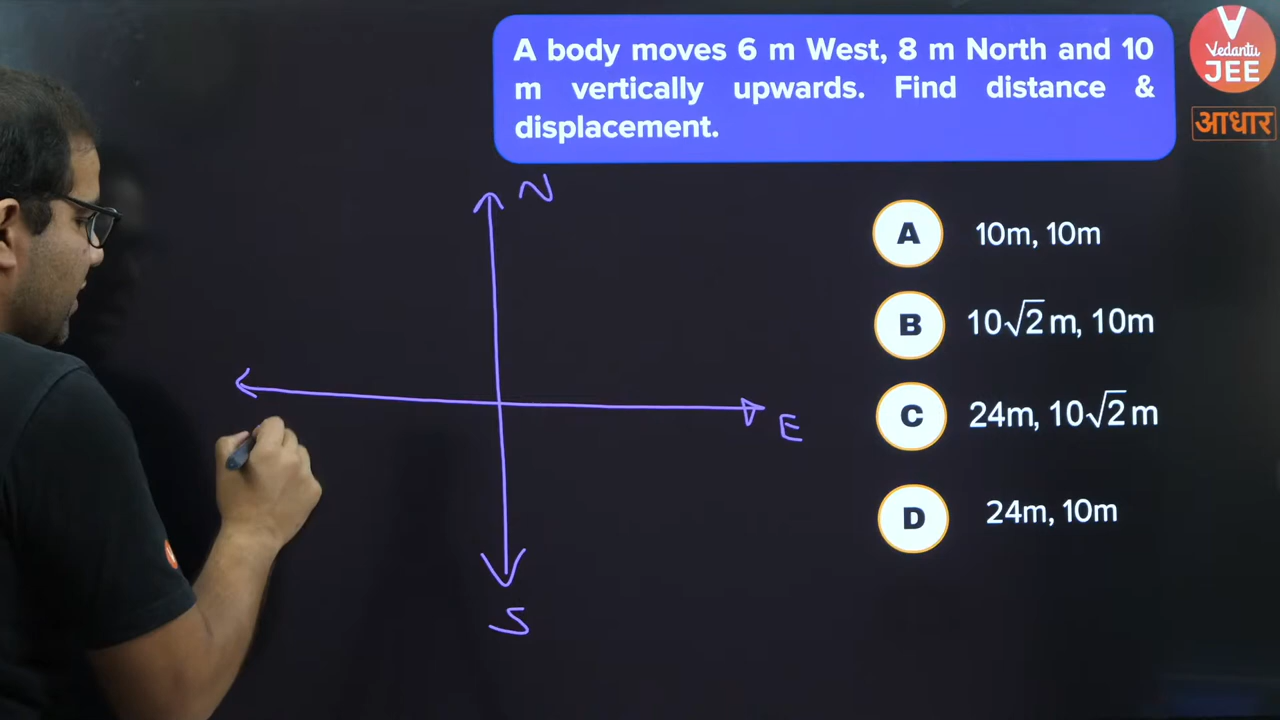 A body moves 6 m West, 8 m North and 10
m vertically upwards. Find distance &
displacement.
V
Vedantu
JEE
आधार
N
E
S
A 10m, 10m
B 10√2 m, 10m
C 24m, 10√2 m
D 24m, 10m